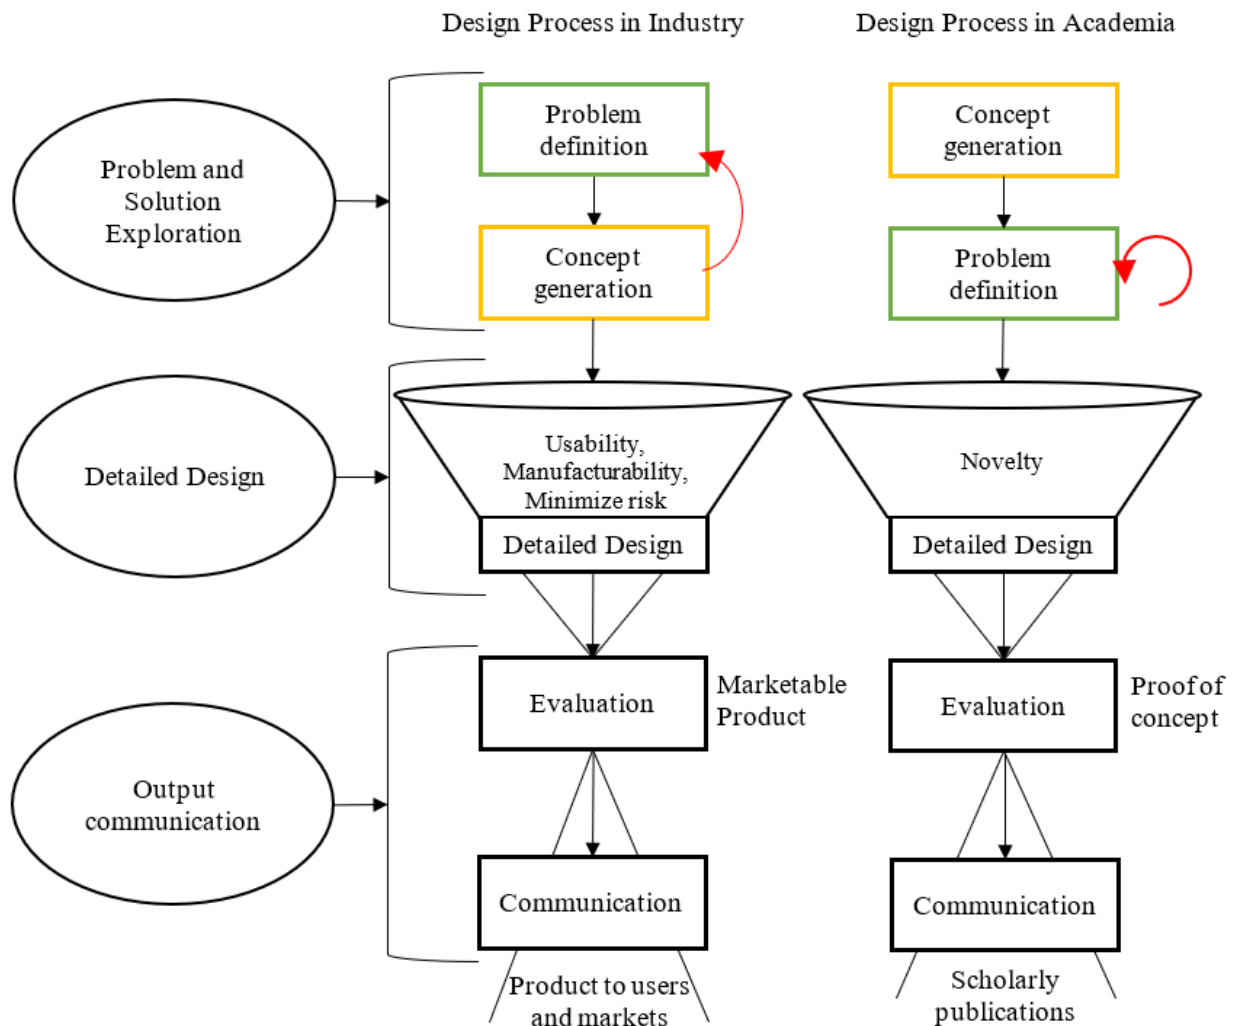 Design Process in Industry
Design Process in Academia
Problem and
Solution
Exploration
Problem
definition
Concept
generation
Concept
generation
Problem
definition
Detailed Design
Usability,
Manufacturability,
Minimize risk
Detailed Design
Novelty
Detailed Design
Output
communication
Evaluation
Marketable
Product
Evaluation
Proof of
concept
Communication
Product to users
and markets
Communication
Scholarly
publications